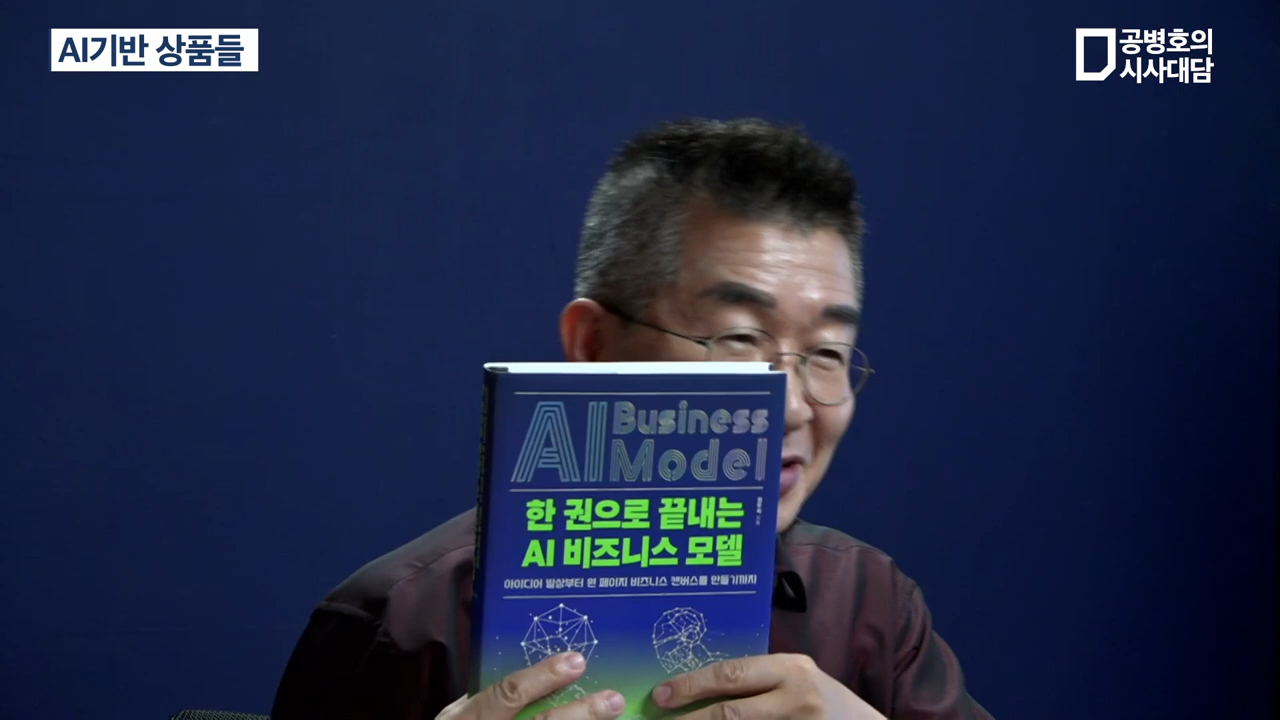 AI기반 상품들
공병호의
시사대담
AI Business
Model
한 권으로 끝내는
AI 비즈니스 모델
아이디어 발상부터 원 페이지 비즈니스 캔버스를 만들기까지